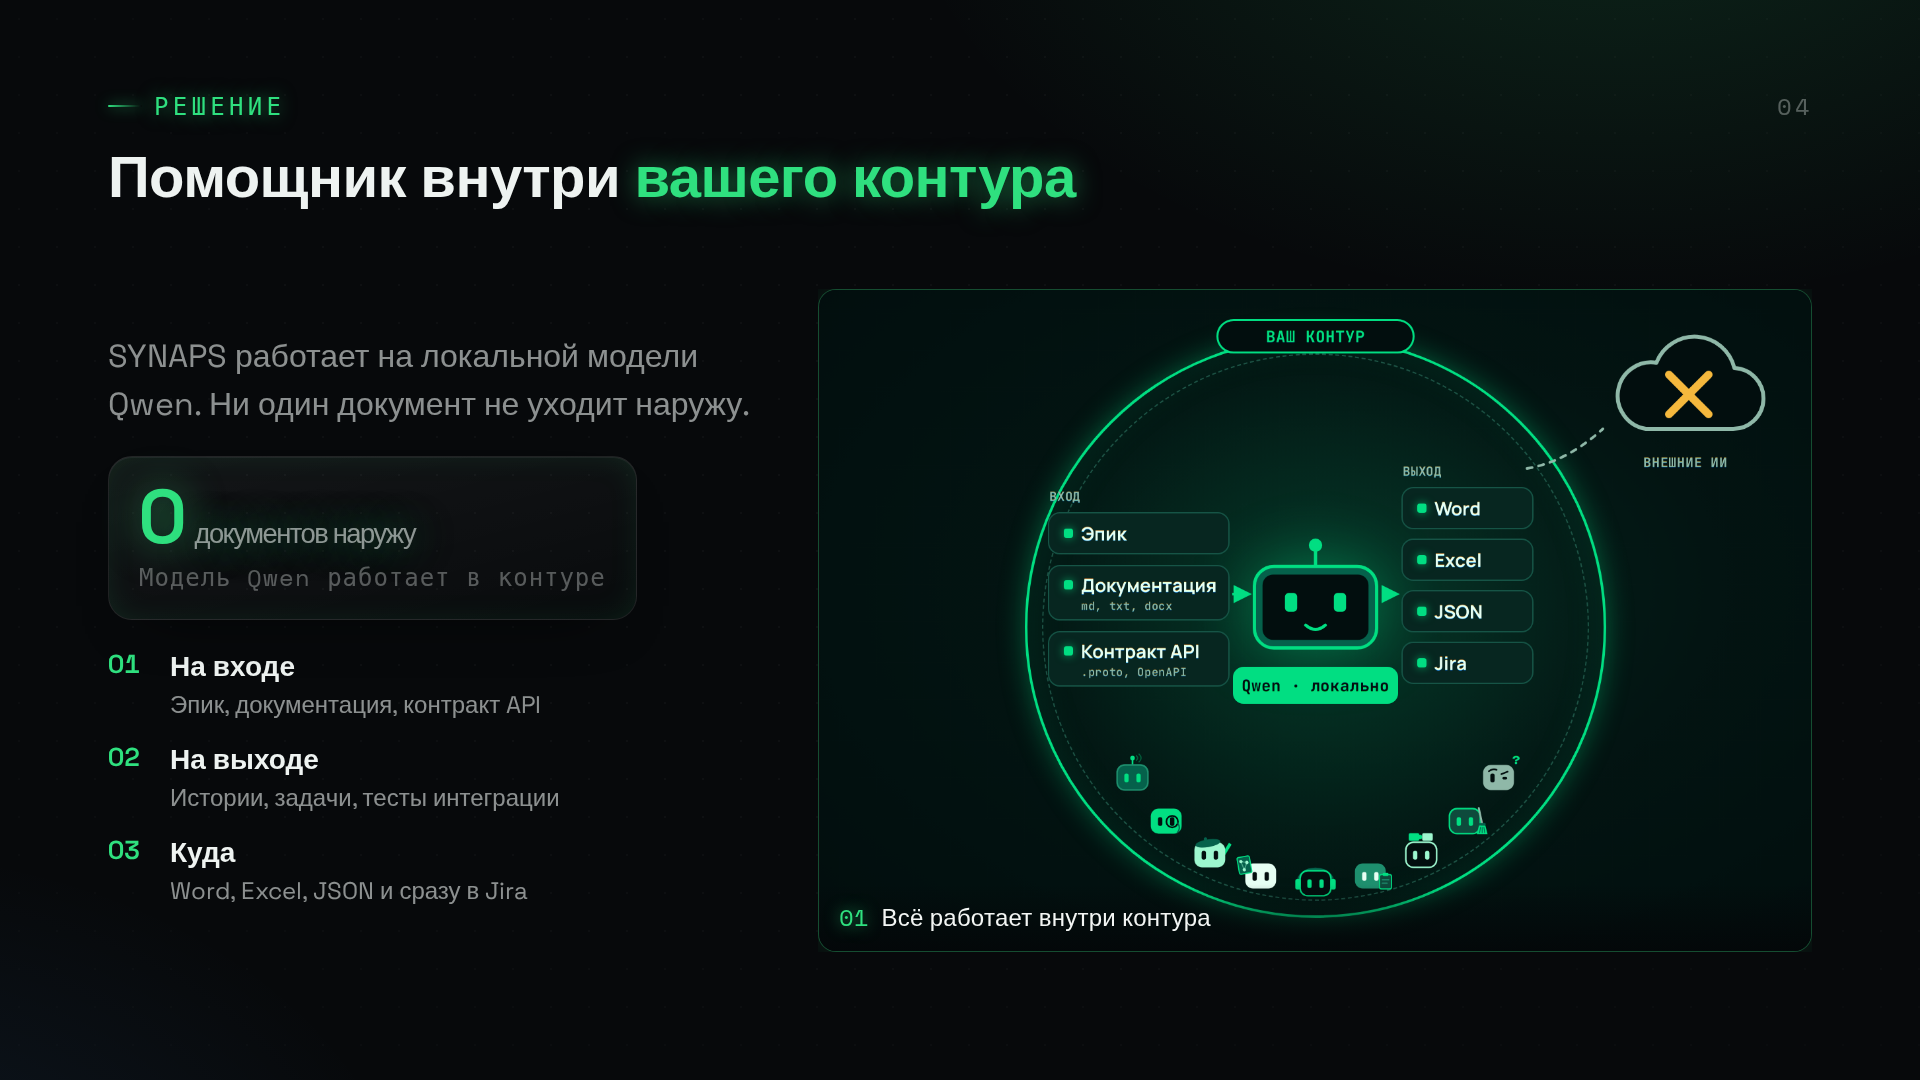 РЕШЕНИЕ
04
Помощник внутри вашего контура
SYNAPS работает на локальной модели
Qwen. Ни один документ не уходит наружу.
0 документов наружу
Модель Qwen работает в контуре
01 На входе
Эпик, документация, контракт API
02 На выходе
Истории, задачи, тесты интеграции
03 Куда
Word, Excel, JSON и сразу в Jira
ВАШ КОНТУР
ВНЕШНИЕ ИИ
ВХОД
Эпик
Документация
md, txt, docx
Контракт API
.proto, OpenAPI
Qwen · локально
ВЫХОД
Word
Excel
JSON
Jira
?
01 Всё работает внутри контура